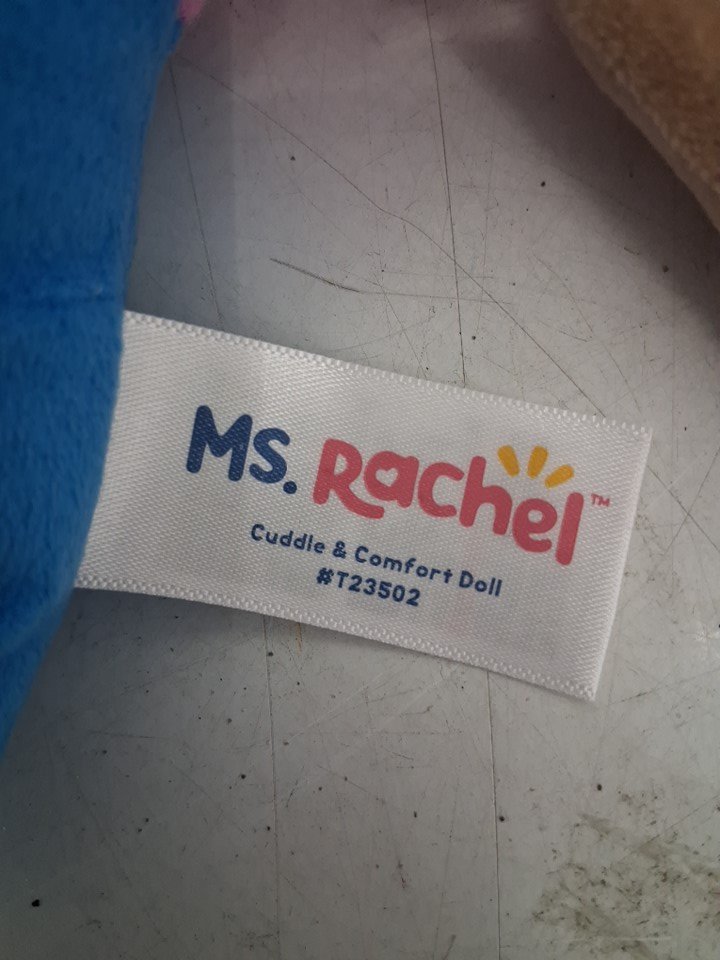 Ms. Rachel™
Cuddle & Comfort Doll
#T23502